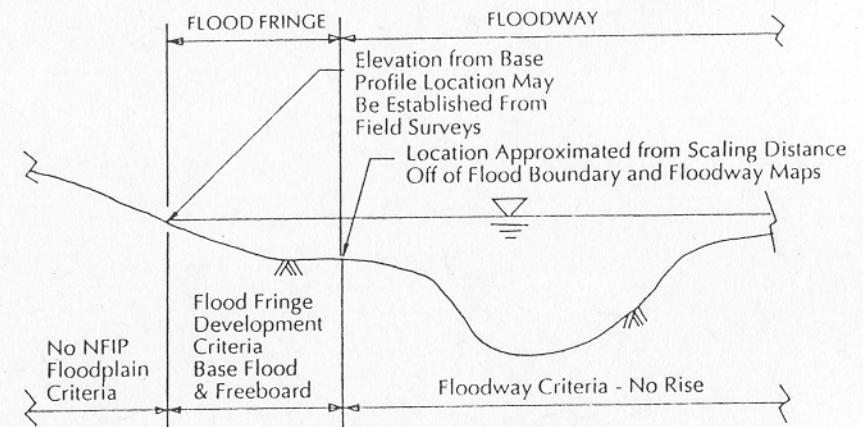 FLOOD FRINGE
FLOODWAY
Elevation from Base
Profile Location May
Be Established From
Field Surveys
Location Approximated from Scaling Distance
Off of Flood Boundary and Floodway Maps
No NFIP
Floodplain
Criteria
Flood Fringe
Development
Criteria
Base Flood
& Freeboard
Floodway Criteria - No Rise